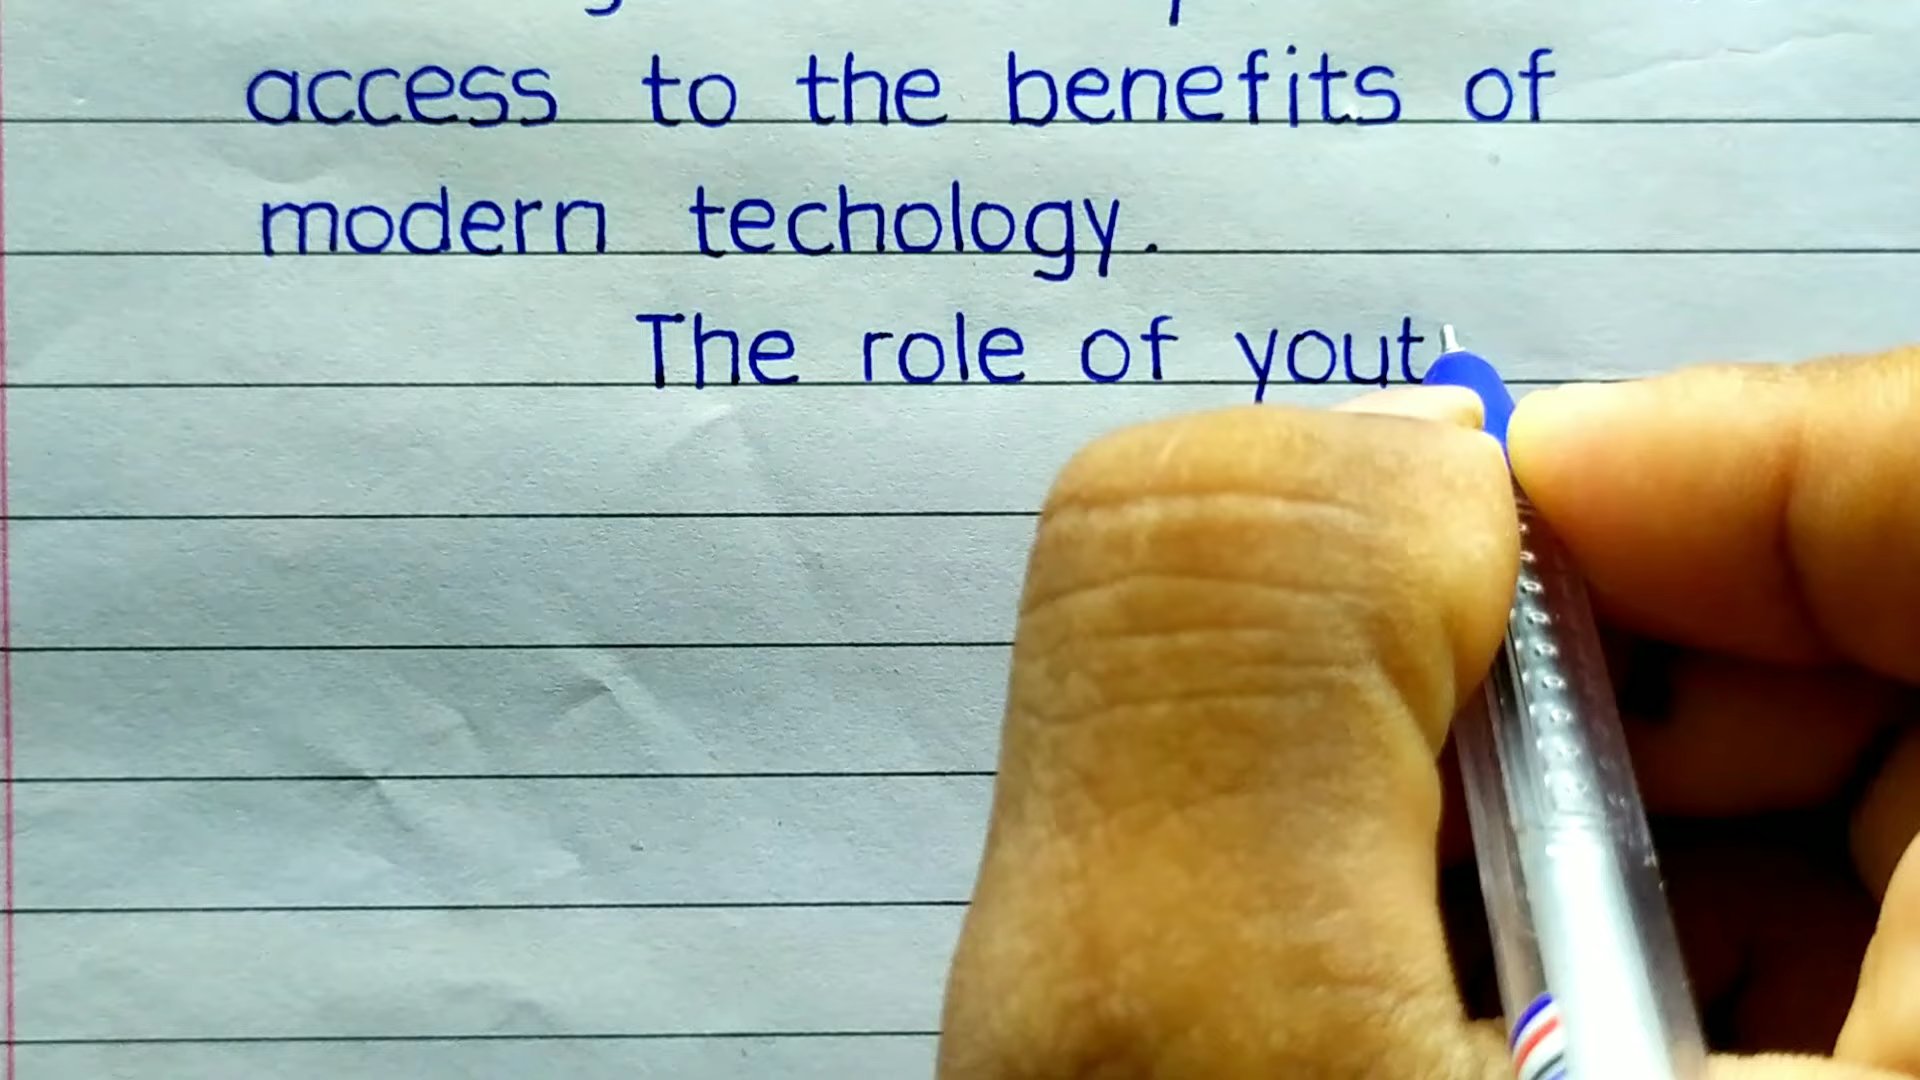 access to the benefits of
modern techology.
The role of yout